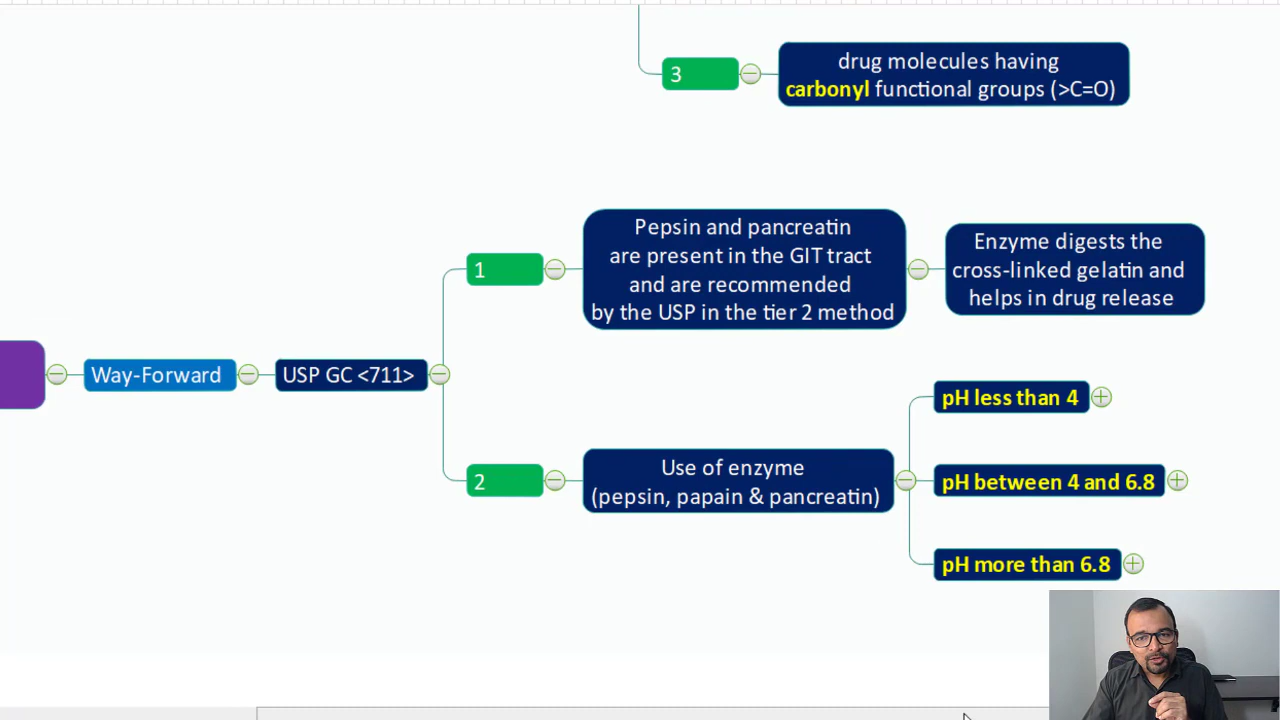 3
drug molecules having
carbonyl functional groups (>C=O)
Way-Forward
USP GC <711>
1
Pepsin and pancreatin
are present in the GIT tract
and are recommended
by the USP in the tier 2 method
Enzyme digests the
cross-linked gelatin and
helps in drug release
2
Use of enzyme
(pepsin, papain & pancreatin)
pH less than 4
pH between 4 and 6.8
pH more than 6.8